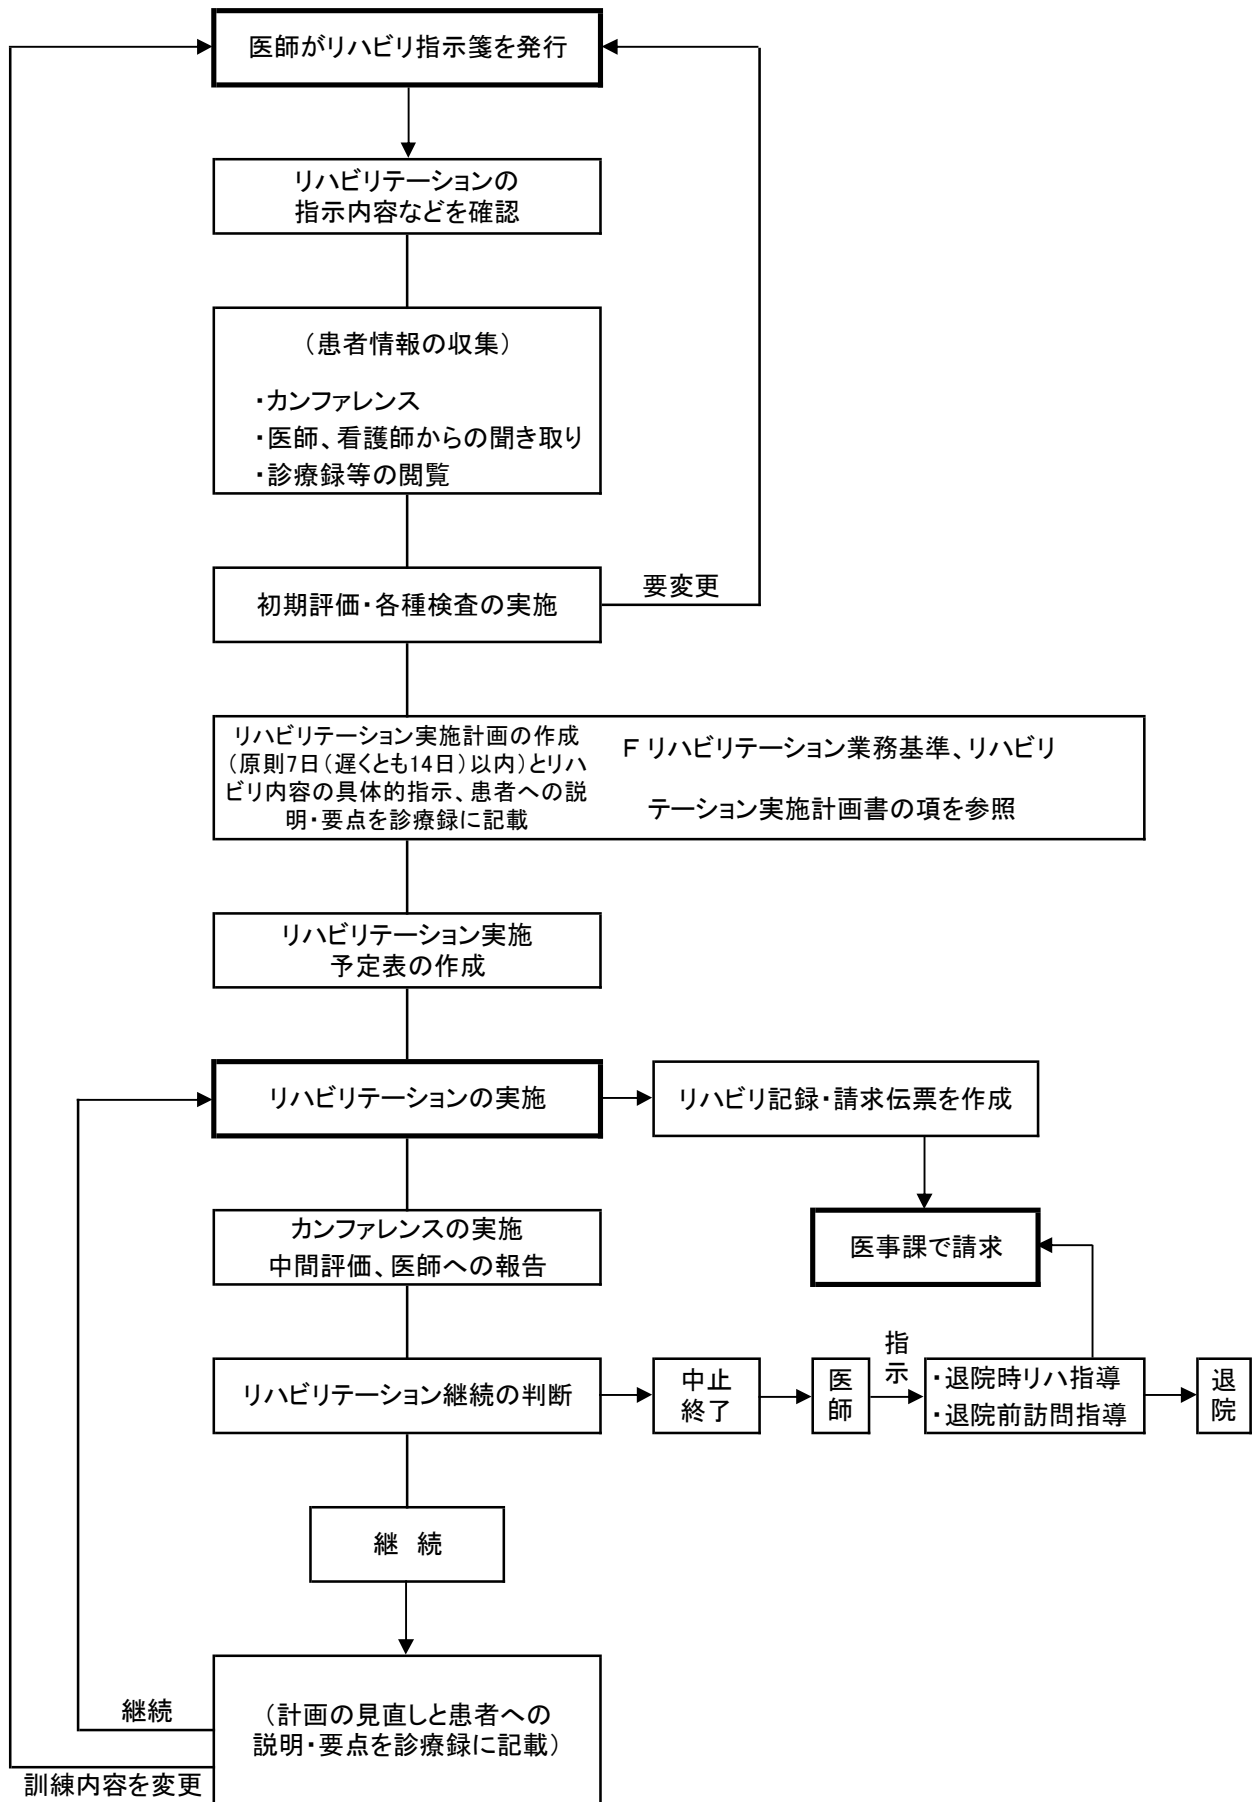 医師がリハビリ指示箋を発行
リハビリテーションの
指示内容などを確認
（患者情報の収集）
・カンファレンス
・医師、看護師からの聞き取り
・診療録等の閲覧
初期評価・各種検査の実施
要変更
リハビリテーション実施計画の作成
（原則7日（遅くとも14日）以内）とリハ
ビリ内容の具体的指示、患者への説
明・要点を診療録に記載
Ｆ リハビリテーション業務基準、リハビリ
テーション実施計画書の項を参照
リハビリテーション実施
予定表の作成
リハビリテーションの実施
リハビリ記録・請求伝票を作成
カンファレンスの実施
中間評価、医師への報告
医事課で請求
リハビリテーション継続の判断
中止
終了
医
師
指
示
・退院時リハ指導
・退院前訪問指導
退
院
継 続
（計画の見直しと患者への
説明・要点を診療録に記載）
継続
訓練内容を変更